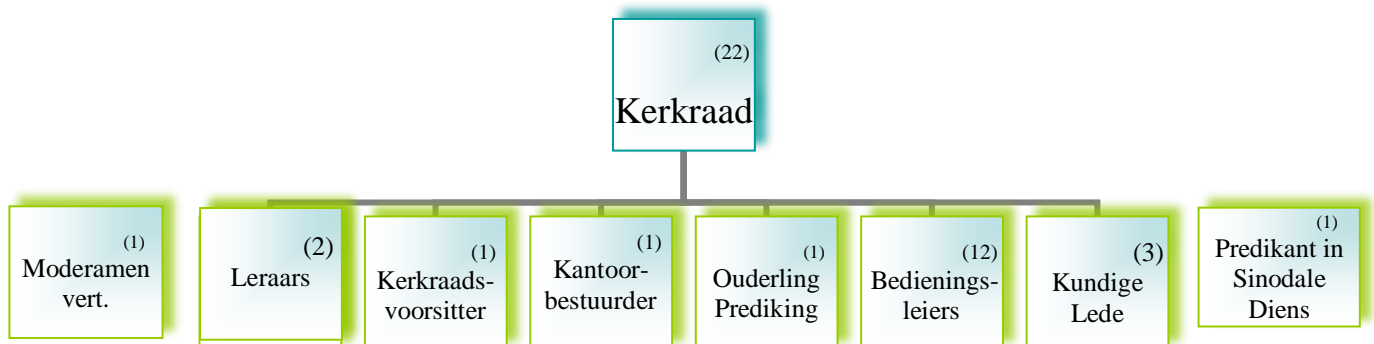 (22)
Kerkraad
(1)
Moderamen
vert.
(2)
Leraars
(1)
Kerkraads-
voorsitter
(1)
Kantoor-
bestuurder
(1)
Ouderling
Prediking
(12)
Bedienings-
leiers
(3)
Kundige
Lede
(1)
Predikant in
Sinodale
Diens